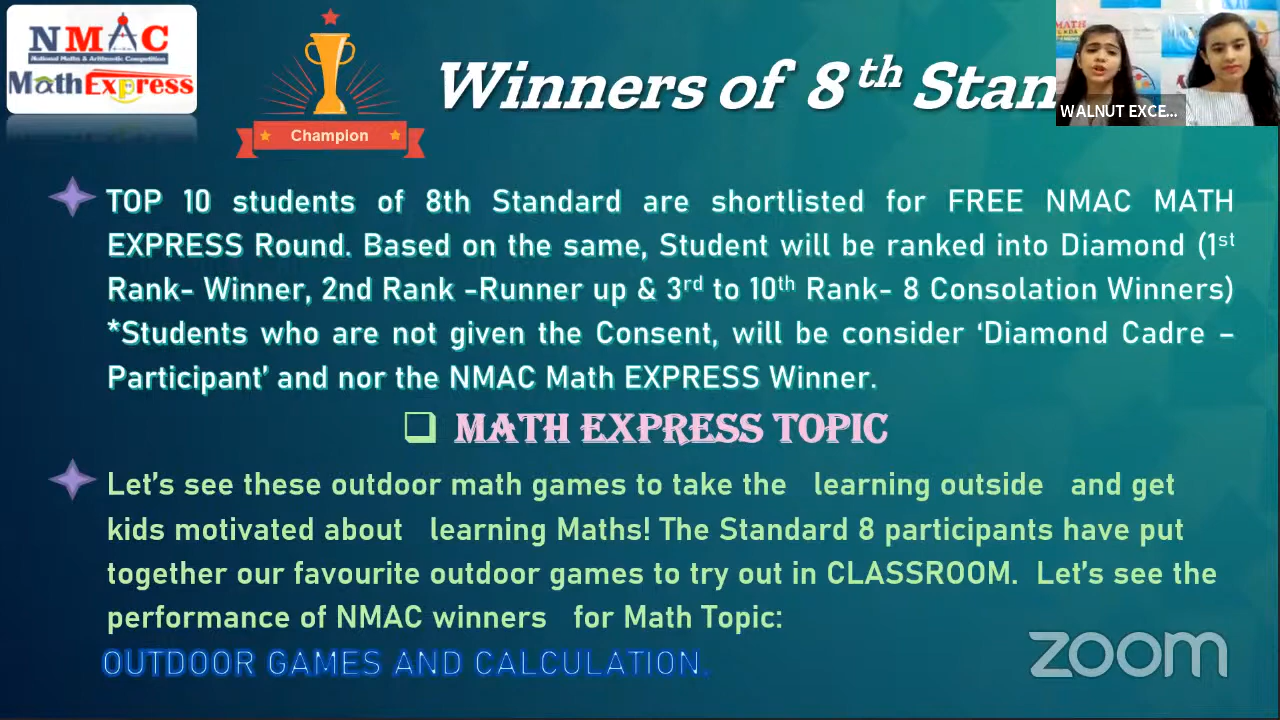 NMAC
National Maths & Arithmetic Competition
MathExpress
Champion
Winners of 8th Stan
MATH
WALNUT EXCE...
TOP 10 students of 8th Standard are shortlisted for FREE NMAC MATH
EXPRESS Round. Based on the same, Student will be ranked into Diamond (1st
Rank- Winner, 2nd Rank -Runner up & 3rd to 10th Rank- 8 Consolation Winners)
*Students who are not given the Consent, will be consider ‘Diamond Cadre –
Participant’ and nor the NMAC Math EXPRESS Winner.
MATH EXPRESS TOPIC
Let’s see these outdoor math games to take the learning outside and get
kids motivated about learning Maths! The Standard 8 participants have put
together our favourite outdoor games to try out in CLASSROOM. Let’s see the
performance of NMAC winners for Math Topic:
OUTDOOR GAMES AND CALCULATION.
zoom